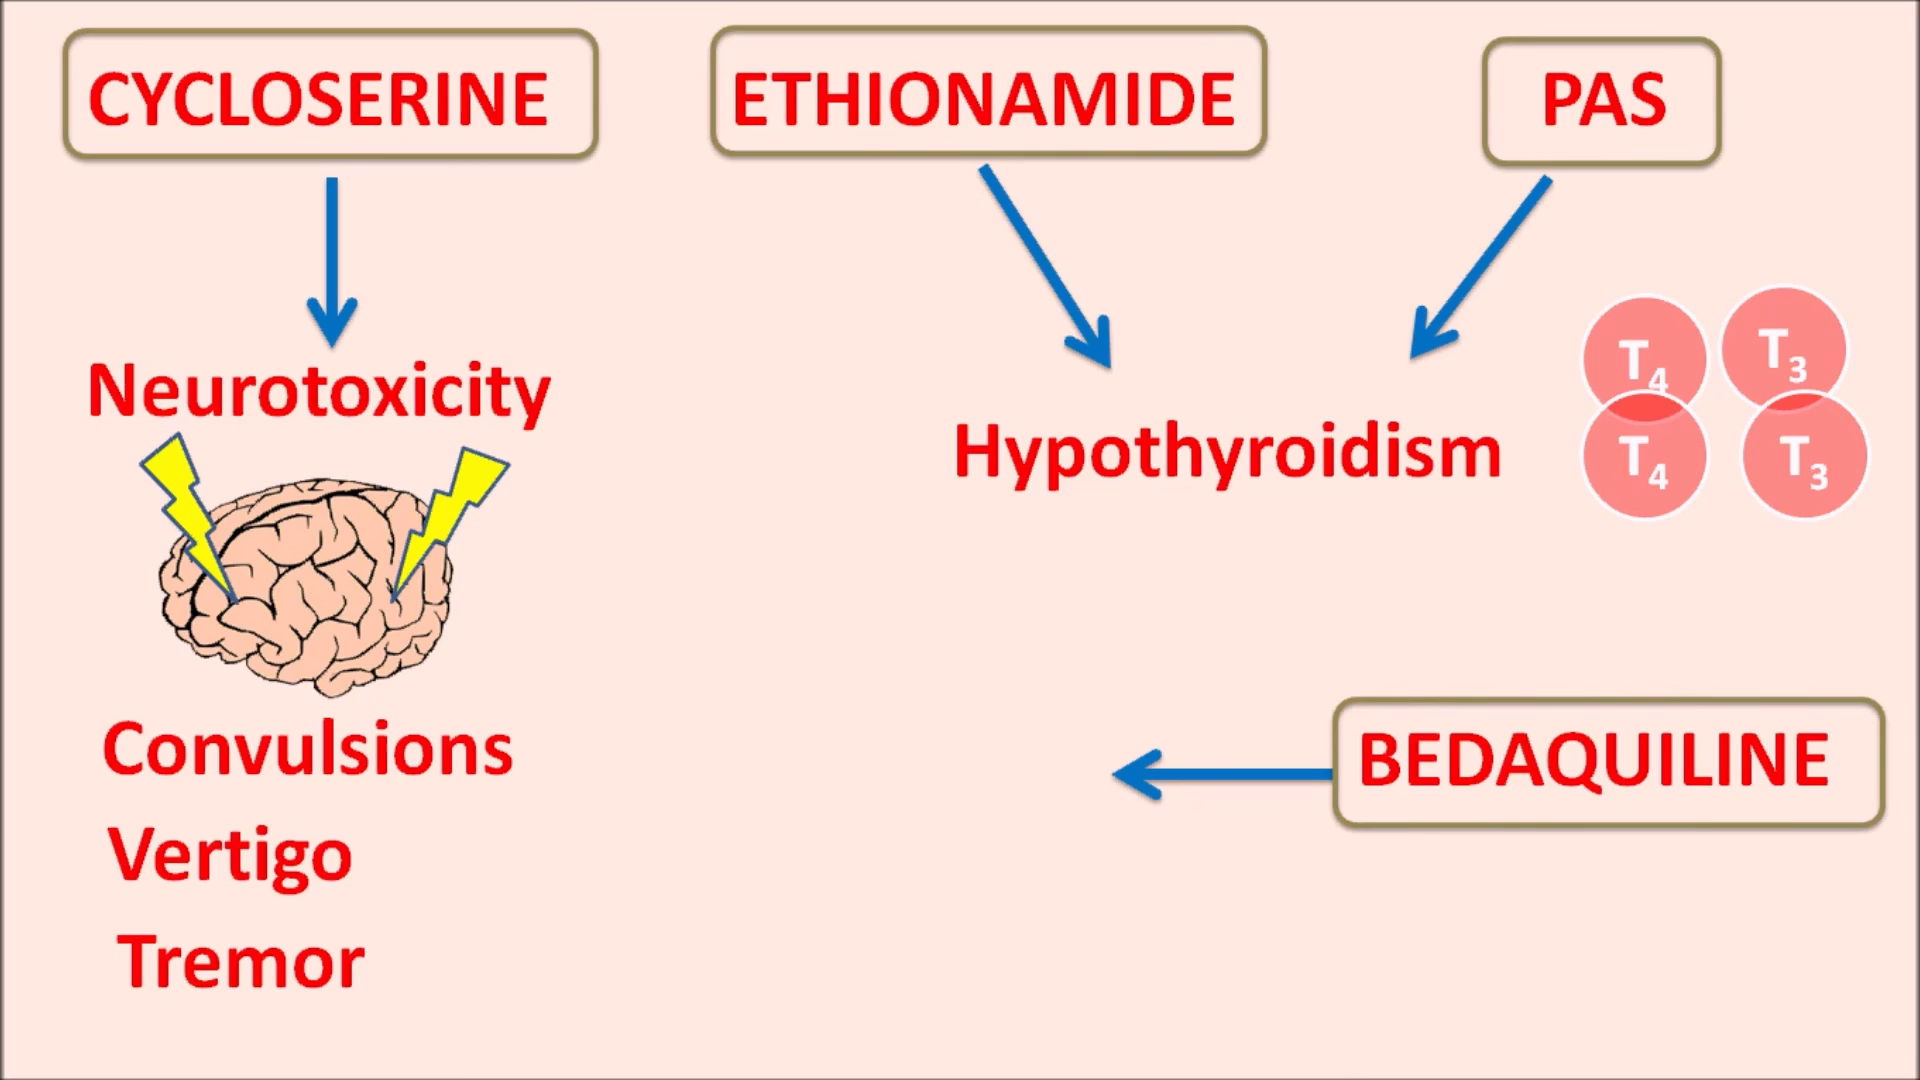 CYCLOSERINE
ETHIONAMIDE
PAS
Neurotoxicity
Hypothyroidism
T4
T3
T4
T3
Convulsions
Vertigo
Tremor
BEDAQUILINE